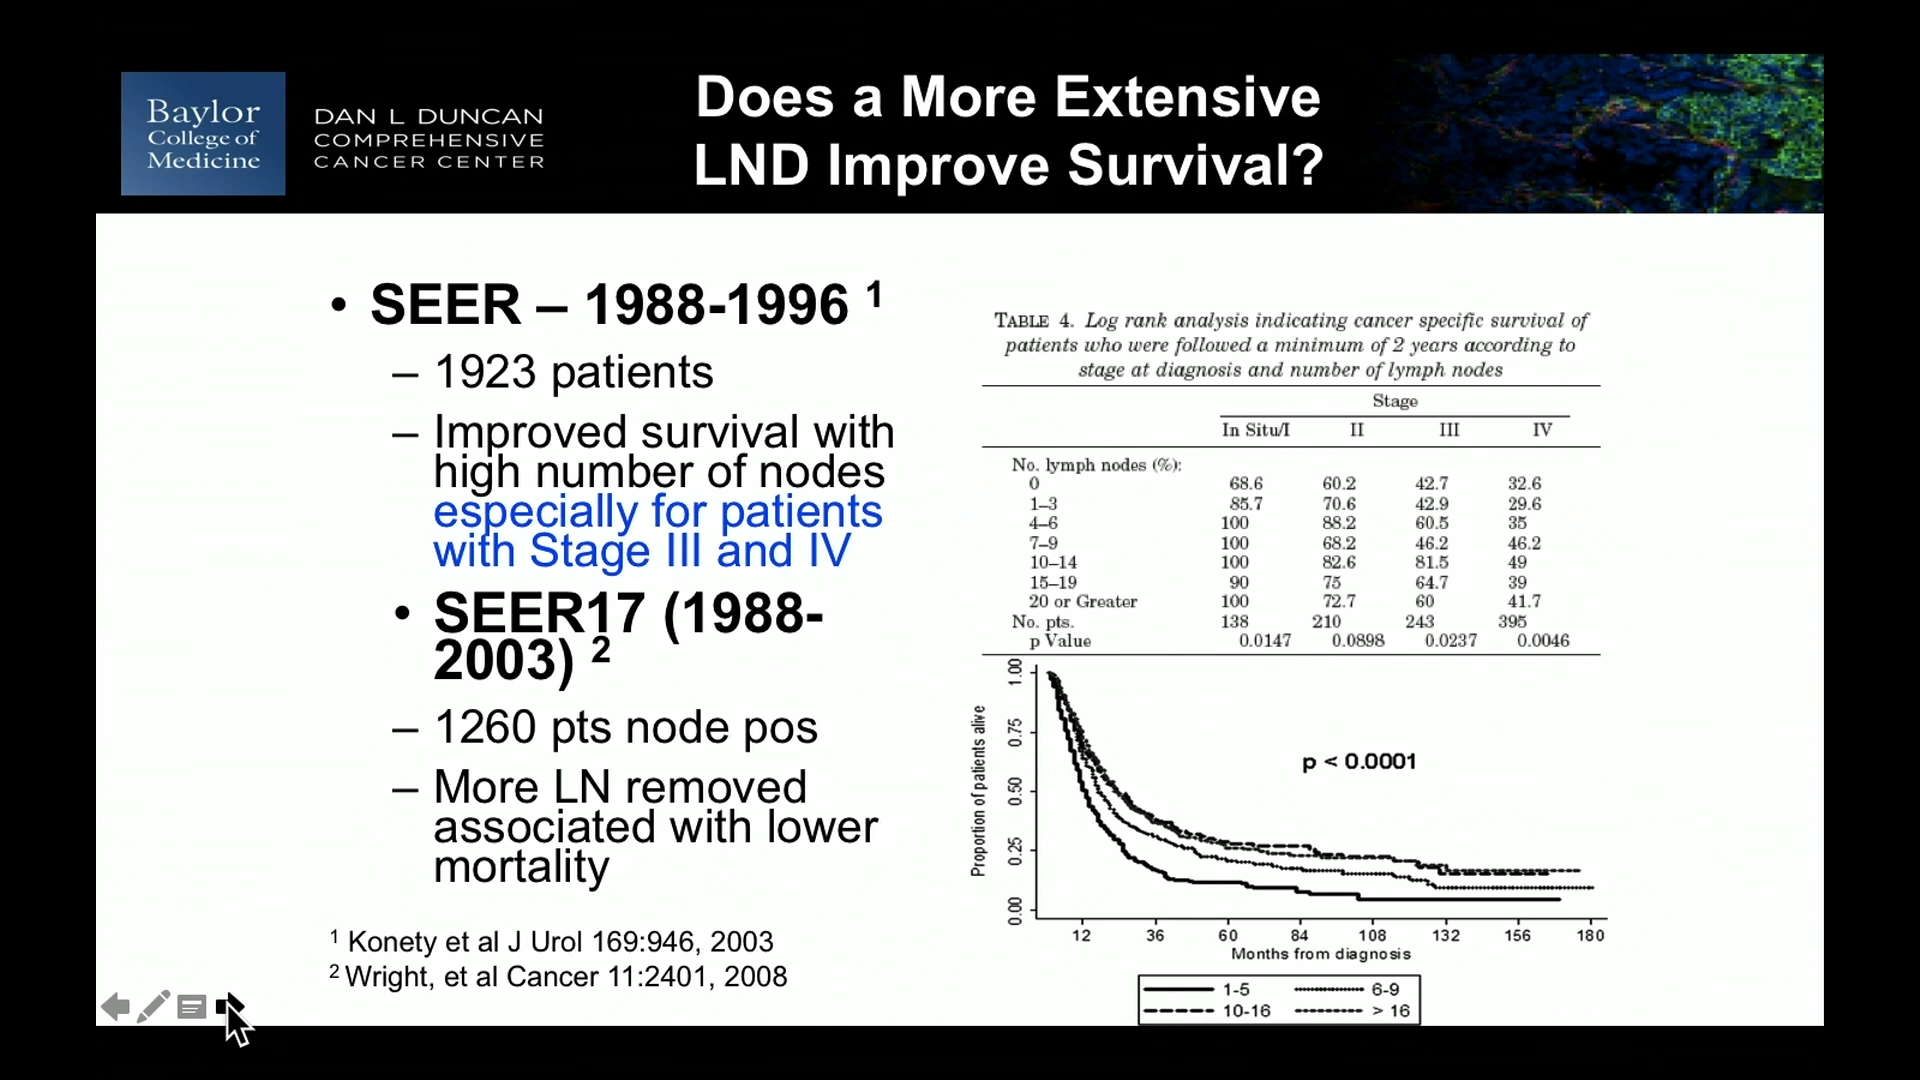 Baylor
College of
Medicine
DAN L DUNCAN
COMPREHENSIVE
CANCER CENTER
Does a More Extensive
LND Improve Survival?
• SEER – 1988-1996 1
– 1923 patients
– Improved survival with
high number of nodes
especially for patients
with Stage III and IV
• SEER17 (1988-
2003) 2
– 1260 pts node pos
– More LN removed
associated with lower
mortality
1 Konety et al J Urol 169:946, 2003
2 Wright, et al Cancer 11:2401, 2008
TABLE 4. Log rank analysis indicating cancer specific survival of
patients who were followed a minimum of 2 years according to
stage at diagnosis and number of lymph nodes
Stage
In Situ/I II III IV
No. lymph nodes (%):
0 68.6 60.2 42.7 32.6
1–3 85.7 70.6 42.9 29.6
4–6 100 88.2 60.5 35
7–9 100 68.2 46.2 46.2
10–14 100 82.6 81.5 49
15–19 90 75 64.7 39
20 or Greater 100 72.7 60 41.7
No. pts. 138 210 243 395
p Value 0.0147 0.0898 0.0237 0.0046
Proportion of patients alive
1.00
0.75
0.50
0.25
0.00
p < 0.0001
12 36 60 84 108 132 156 180
Months from diagnosis
1-5 6-9
10-16 > 16